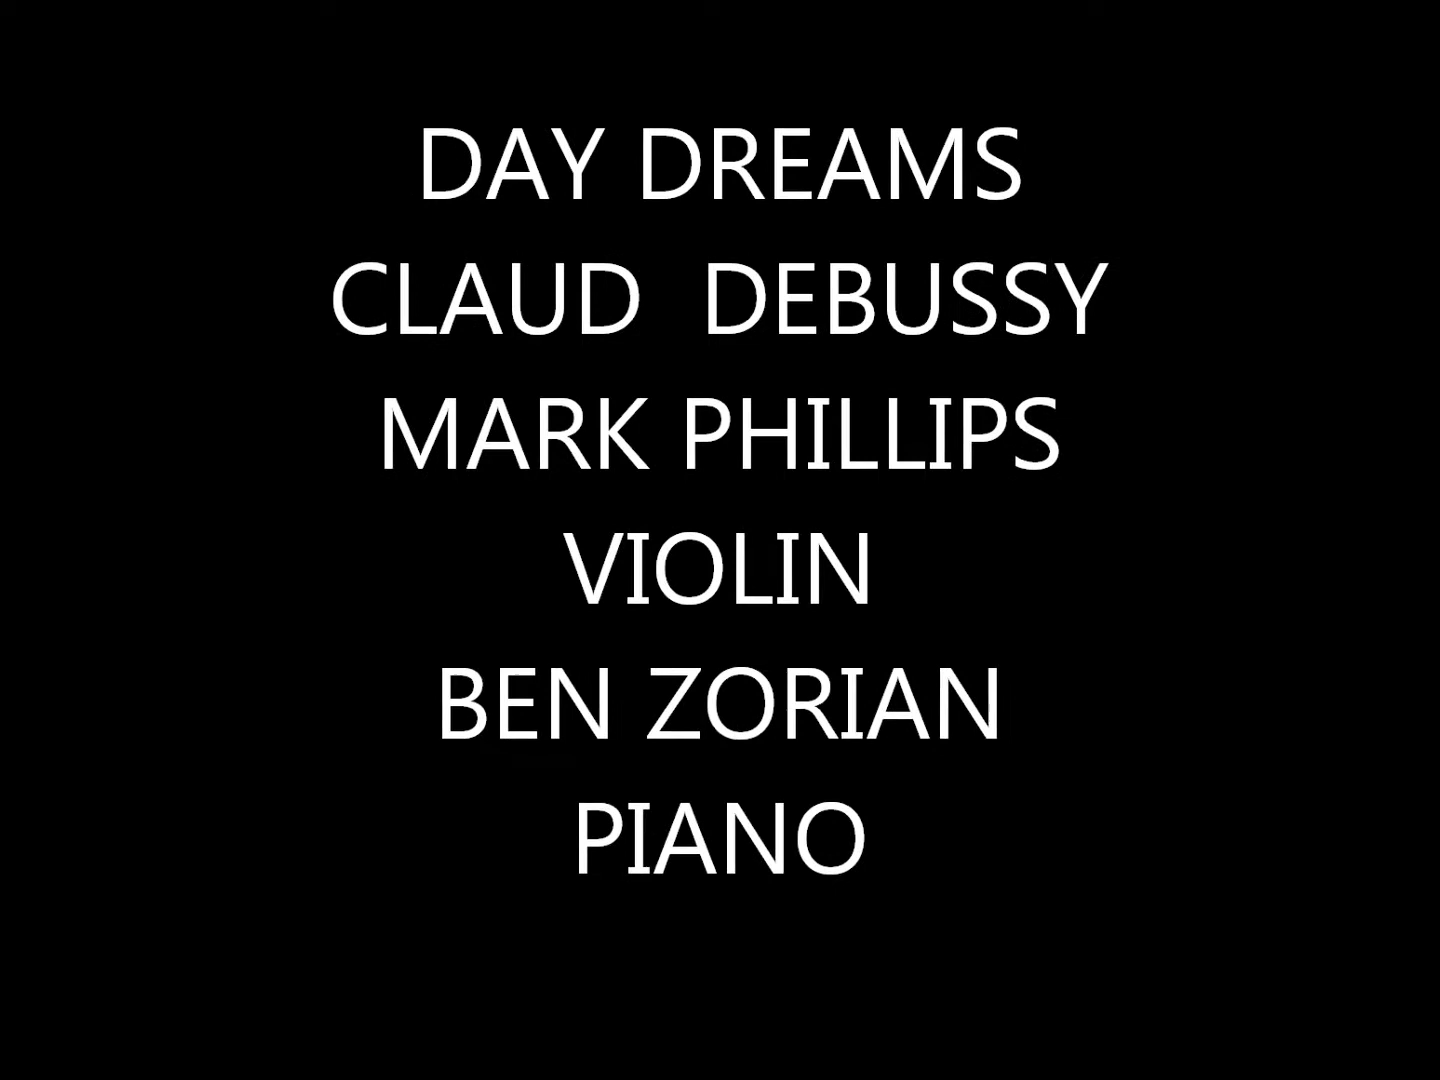 DAY DREAMS
CLAUD  DEBUSSY
MARK PHILLIPS
VIOLIN
BEN ZORIAN
PIANO